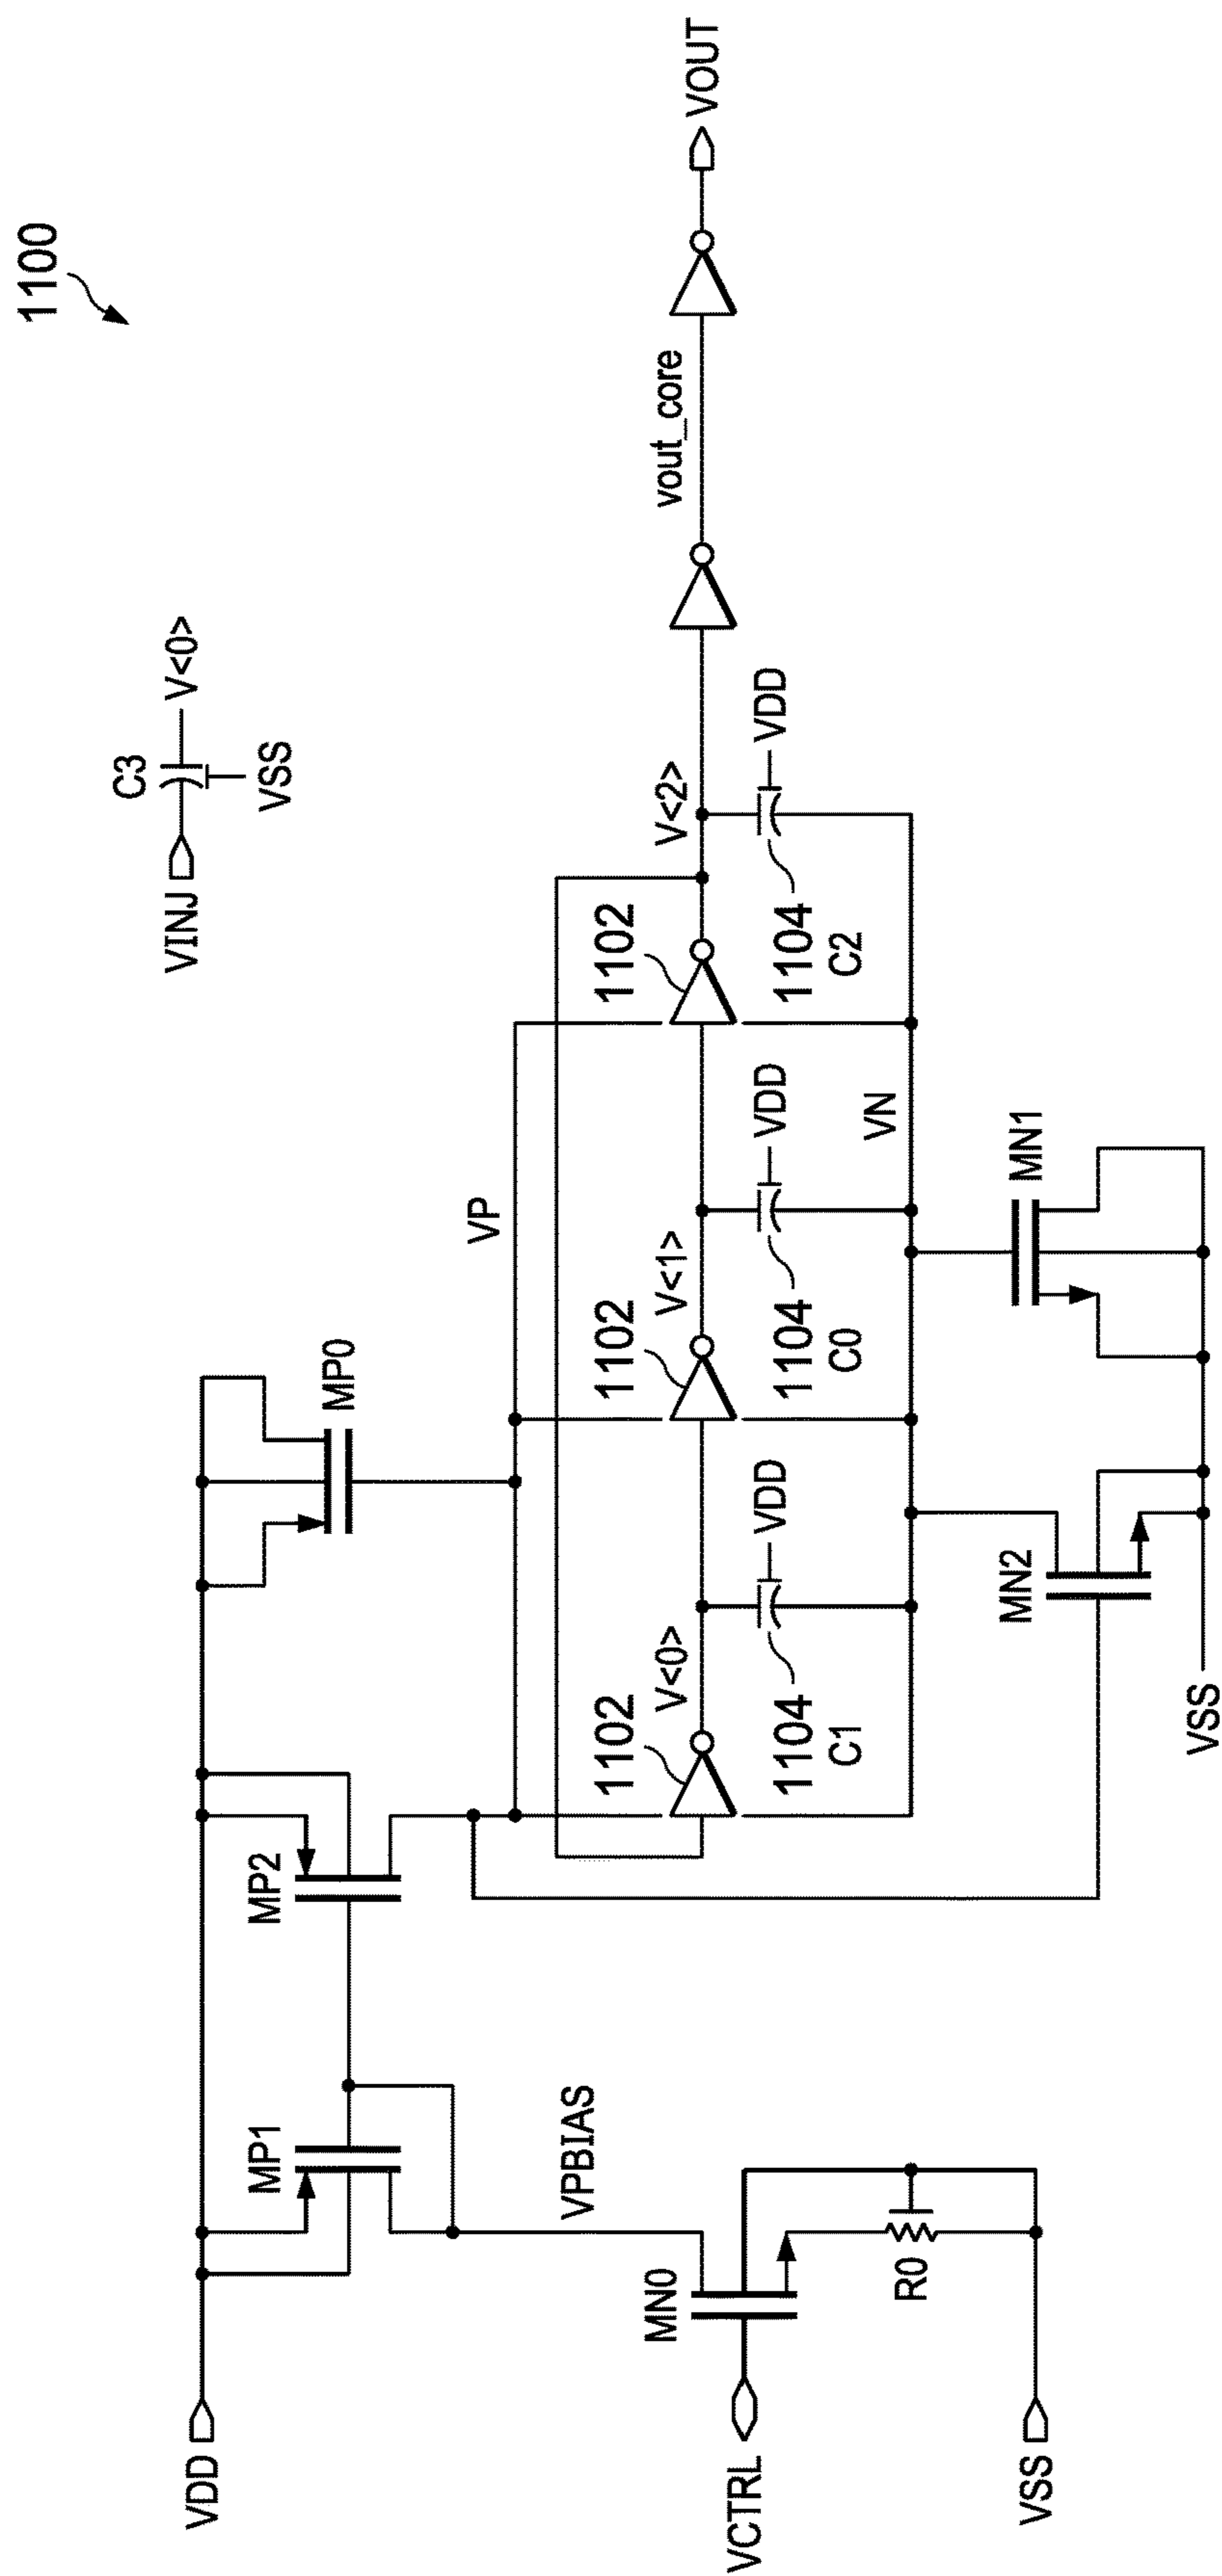 1100
VINJ
C3
V<0>
VSS
VDD
MP1
MP2
MP0
VP
VPBIAS
1102
1102
1102
V<0>
V<1>
V<2>
vout_core
VOUT
VDD
VDD
VDD
1104
C1
1104
C0
1104
C2
VN
VCTRL
MN0
R0
MN2
MN1
VSS
VSS